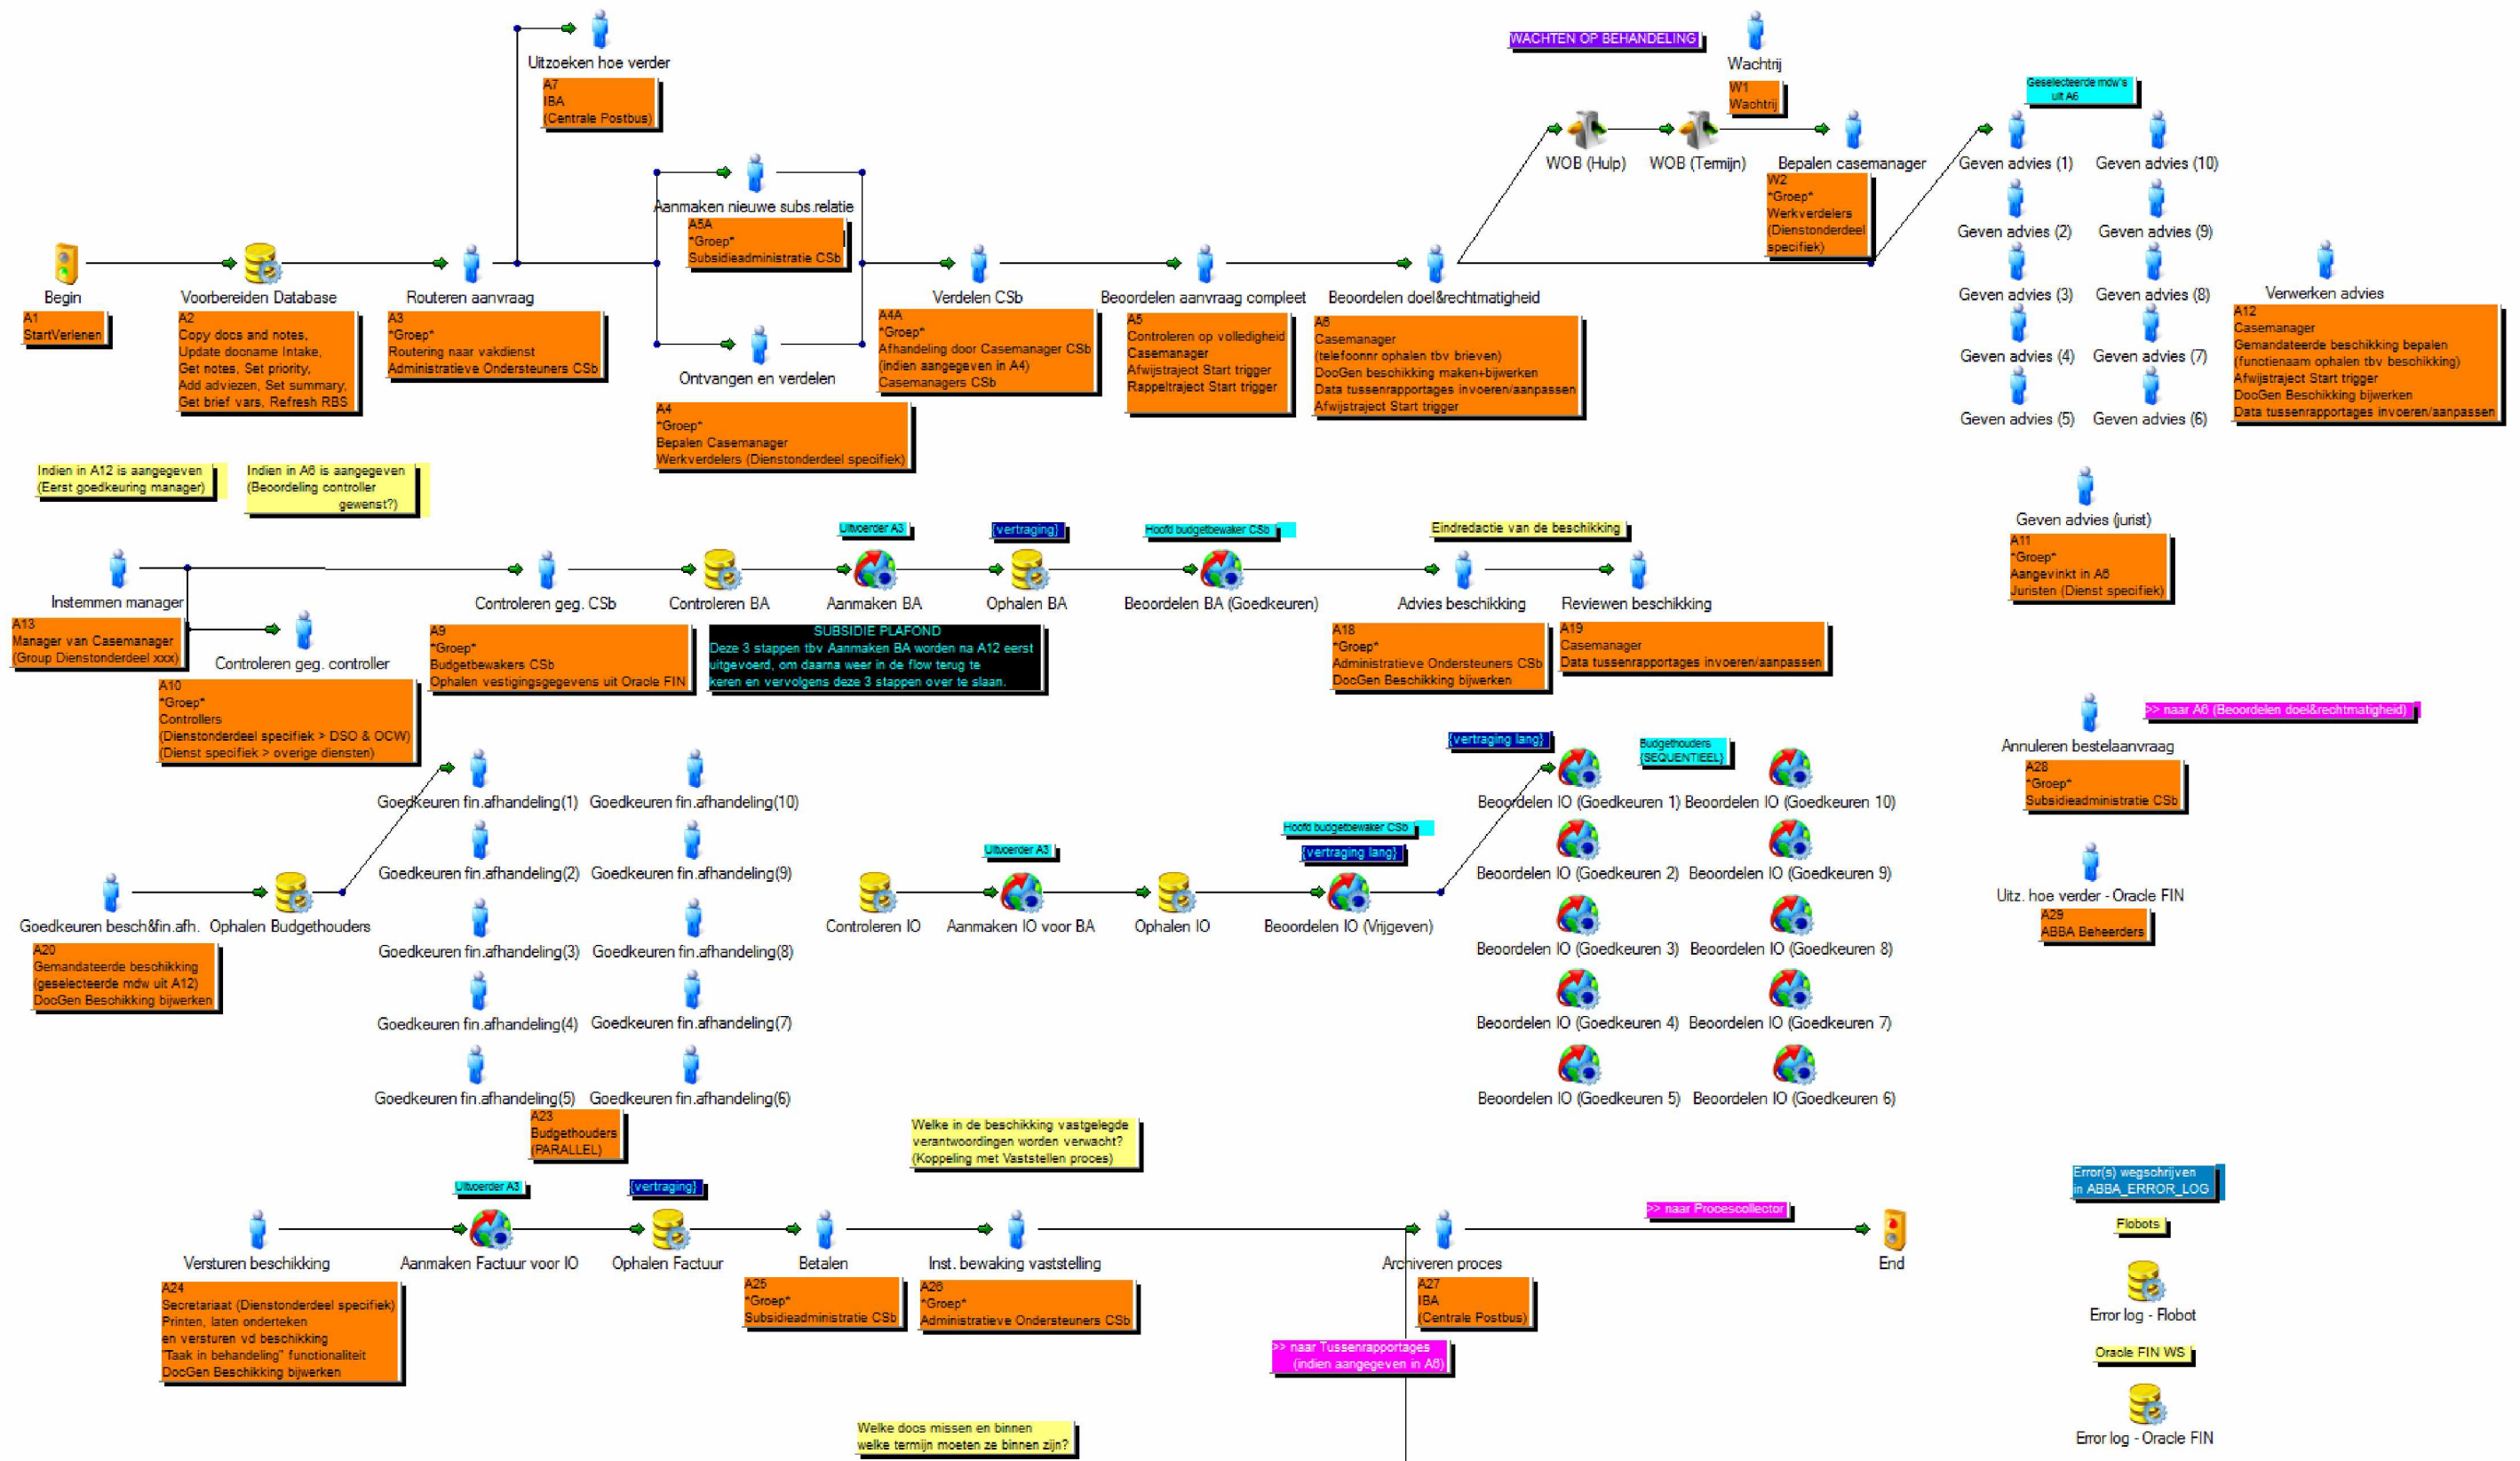 Uitzoeken hoe verder
A7
IBA
(Centrale Postbus)
WACHTEN OP BEHANDELING
Wachtrij
W1
Wachtrij
Geselecteerde mdw's
uit A6
WOB (Hulp)
WOB (Termijn)
Bepalen casemanager
W2
*Groep*
Werkverdelers
(Dienstonderdeel
specifiek)
Geven advies (1)
Geven advies (10)
Geven advies (2)
Geven advies (9)
Geven advies (3)
Geven advies (8)
Geven advies (4)
Geven advies (7)
Geven advies (5)
Geven advies (6)
Aanmaken nieuwe subs.relatie
A5A
*Groep*
Subsidieadministratie CSb
Begin
A1
StartVerlenen
Voorbereiden Database
A2
Copy docs and notes,
Update docname Intake,
Get notes, Set priority,
Add adviezen, Set summary,
Get brief vars, Refresh RBS
Routeren aanvraag
A3
*Groep*
Routering naar vakdienst
Administratieve Ondersteuners CSb
Ontvangen en verdelen
A4
*Groep*
Bepalen Casemanager
Werkverdelers (Dienstonderdeel specifiek)
Verdelen CSb
A4A
*Groep*
Afhandeling door Casemanager CSb
(indien aangegeven in A4)
Casemanagers CSb
Beoordelen aanvraag compleet
A5
Controleren op volledigheid
Casemanager
Afwijstraject Start trigger
Rappeltraject Start trigger
Beoordelen doel&rechtmatigheid
A6
Casemanager
(telefoonnr ophalen tbv brieven)
DocGen beschikking maken+bijwerken
Data tussenrapportages invoeren/aanpassen
Afwijstraject Start trigger
Verwerken advies
A12
Casemanager
Gemandateerde beschikking bepalen
(functienaam ophalen tbv beschikking)
Afwijstraject Start trigger
DocGen Beschikking bijwerken
Data tussenrapportages invoeren/aanpassen
Indien in A12 is aangegeven
(Eerst goedkeuring manager)
Indien in A6 is aangegeven
(Beoordeling controller
gewenst?)
Geven advies (jurist)
A11
*Groep*
Aangevinkt in A6
Juristen (Dienst specifiek)
Uitvoerder A3
{vertraging}
Hoofd budgetbewaker CSb
Eindredactie van de beschikking
Instemmen manager
A13
Manager van Casemanager
(Group Dienstonderdeel xxx)
Controleren geg. controller
A10
*Groep*
Controllers
(Dienstonderdeel specifiek > DSO & OCW)
(Dienst specifiek > overige diensten)
Controleren geg. CSb
A9
*Groep*
Budgetbewakers CSb
Ophalen vestigingsgegevens uit Oracle FIN
Controleren BA
Aanmaken BA
Ophalen BA
SUBSIDIE PLAFOND
Deze 3 stappen tbv Aanmaken BA worden na A12 eerst
uitgevoerd, om daarna weer in de flow terug te
keren en vervolgens deze 3 stappen over te slaan.
Beoordelen BA (Goedkeuren)
Advies beschikking
A18
*Groep*
Administratieve Ondersteuners CSb
DocGen Beschikking bijwerken
Reviewen beschikking
A19
Casemanager
Data tussenrapportages invoeren/aanpassen
>> naar A6 (Beoordelen doel&rechtmatigheid)
Annuleren bestelaanvraag
A28
*Groep*
Subsidieadministratie CSb
Uitz. hoe verder - Oracle FIN
A29
ABBA Beheerders
Goedkeuren besch&fin.afh.
A20
Gemandateerde beschikking
(geselecteerde mdw uit A12)
DocGen Beschikking bijwerken
Ophalen Budgethouders
Goedkeuren fin.afhandeling(1)
Goedkeuren fin.afhandeling(10)
Goedkeuren fin.afhandeling(2)
Goedkeuren fin.afhandeling(9)
Goedkeuren fin.afhandeling(3)
Goedkeuren fin.afhandeling(8)
Goedkeuren fin.afhandeling(4)
Goedkeuren fin.afhandeling(7)
Goedkeuren fin.afhandeling(5)
Goedkeuren fin.afhandeling(6)
A23
Budgethouders
(PARALLEL)
Controleren IO
Uitvoerder A3
Aanmaken IO voor BA
Ophalen IO
Hoofd budgetbewaker CSb
{vertraging lang}
Beoordelen IO (Vrijgeven)
{vertraging lang}
Budgethouders
{SEQUENTIEEL}
Beoordelen IO (Goedkeuren 1)
Beoordelen IO (Goedkeuren 10)
Beoordelen IO (Goedkeuren 2)
Beoordelen IO (Goedkeuren 9)
Beoordelen IO (Goedkeuren 3)
Beoordelen IO (Goedkeuren 8)
Beoordelen IO (Goedkeuren 4)
Beoordelen IO (Goedkeuren 7)
Beoordelen IO (Goedkeuren 5)
Beoordelen IO (Goedkeuren 6)
Welke in de beschikking vastgelegde
verantwoordingen worden verwacht?
(Koppeling met Vaststellen proces)
Uitvoerder A3
{vertraging}
Versturen beschikking
A24
Secretariaat (Dienstonderdeel specifiek)
Printen, laten onderteken
en versturen vd beschikking
"Taak in behandeling" functionaliteit
DocGen Beschikking bijwerken
Aanmaken Factuur voor IO
Ophalen Factuur
Betalen
A25
*Groep*
Subsidieadministratie CSb
Inst. bewaking vaststelling
A26
*Groep*
Administratieve Ondersteuners CSb
Archiveren proces
A27
IBA
(Centrale Postbus)
>> naar Tussenrapportages
(indien aangegeven in A6)
>> naar Procescollector
End
Error(s) wegschrijven
in ABBA_ERROR_LOG
Flobots
Error log - Flobot
Oracle FIN WS
Error log - Oracle FIN
Welke docs missen en binnen
welke termijn moeten ze binnen zijn?